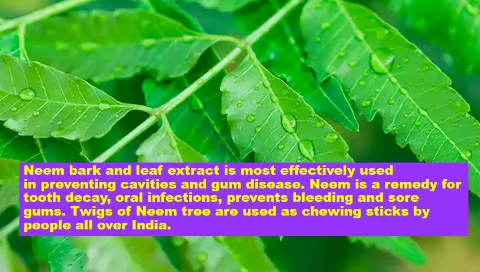 Neem bark and leaf extract is most effectively used
in preventing cavities and gum disease. Neem is a remedy for
tooth decay, oral infections, prevents bleeding and sore
gums. Twigs of Neem tree are used as chewing sticks by
people all over India.